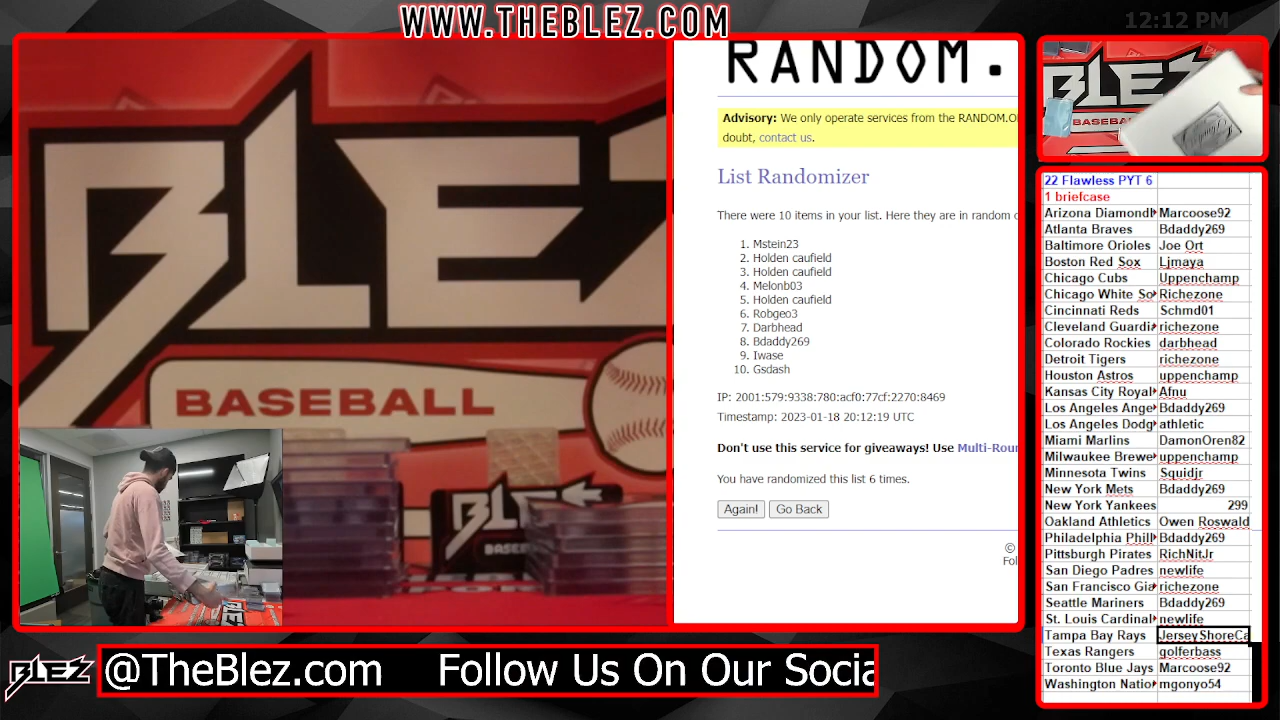 WWW.THEBLEZ.COM
12:12 PM
BLEZ
BASEBALL
BLEZ
BASEB
RANDOM.
Advisory: We only operate services from the RANDOM.O
doubt, contact us.
List Randomizer
There were 10 items in your list. Here they are in random o
1. Mstein23
2. Holden caufield
3. Holden caufield
4. Melonb03
5. Holden caufield
6. Robgeo3
7. Darbhead
8. Bdaddy269
9. Iwase
10. Gsdash
IP: 2001:579:9338:780:acf0:77cf:2270:8469
Timestamp: 2023-01-18 20:12:19 UTC
Don't use this service for giveaways! Use Multi-Rou
You have randomized this list 6 times.
Again! Go Back
©
Fol
BLEZ
BASEBAL
22 Flawless PYT 6
1 briefcase
Arizona Diamond Marcoose92
Atlanta Braves Bdaddy269
Baltimore Orioles Joe Ort
Boston Red Sox Ljmaya
Chicago Cubs Uppenchamp
Chicago White So Richezone
Cincinnati Reds Schmd01
Cleveland Guardi richezone
Colorado Rockies darbhead
Detroit Tigers richezone
Houston Astros uppenchamp
Kansas City Royal Afnu
Los Angeles Ange Bdaddy269
Los Angeles Dodg athletic
Miami Marlins DamonOren82
Milwaukee Brewe uppenchamp
Minnesota Twins Squidjr
New York Mets Bdaddy269
New York Yankees 299
Oakland Athletics Owen Roswald
Philadelphia Phill Bdaddy269
Pittsburgh Pirates RichNitJr
San Diego Padres newlife
San Francisco Gia richezone
Seattle Mariners Bdaddy269
St. Louis Cardinal newlife
Tampa Bay Rays JerseyShoreCa
Texas Rangers golferbass
Toronto Blue Jays Marcoose92
Washington Natio mgonyo54
BLEZ @TheBlez.com Follow Us On Our Socia